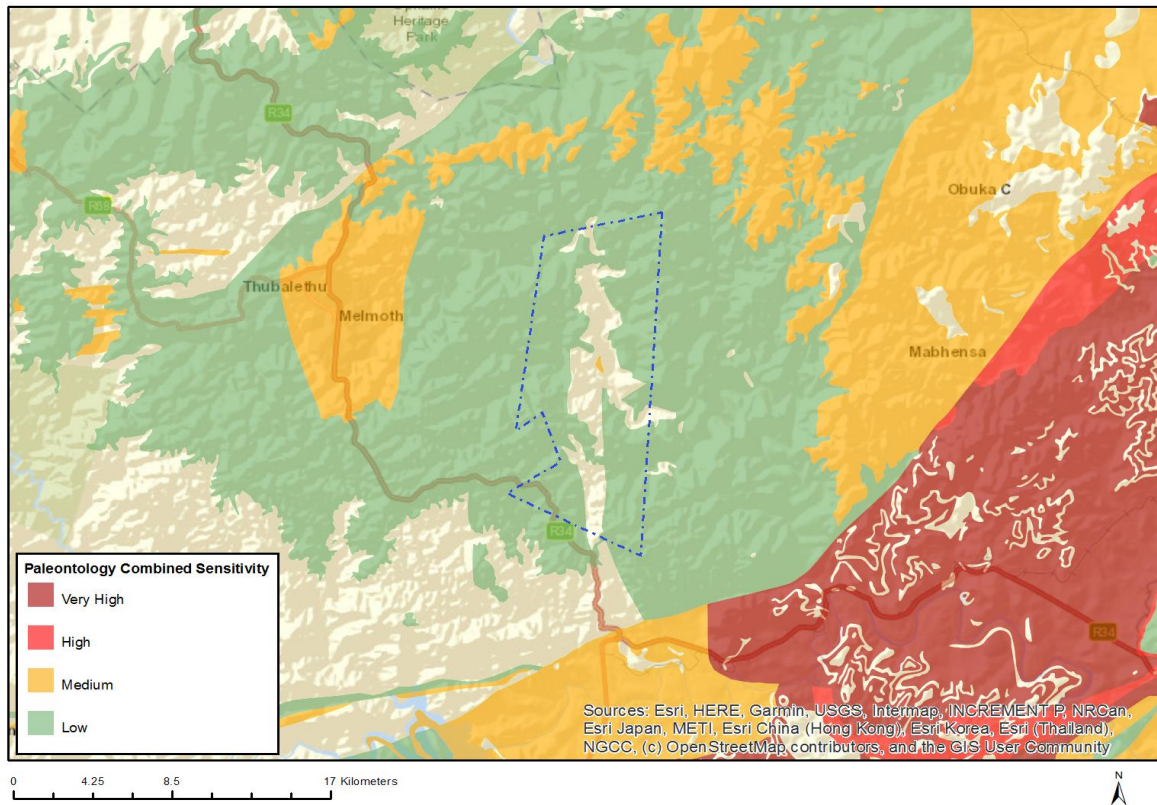 Heritage
Park
R34
R68
Obuka C
Thubalethu
Melmoth
Mabhensa
R34
R34
Paleontology Combined Sensitivity
Very High
High
Medium
Low
Sources: Esri, HERE, Garmin, USGS, Intermap, INCREMENT P, NRCan,
Esri Japan, METI, Esri China (Hong Kong), Esri Korea, Esri (Thailand),
NGCC, (c) OpenStreetMap contributors, and the GIS User Community
0 4.25 8.5 17 Kilometers
N